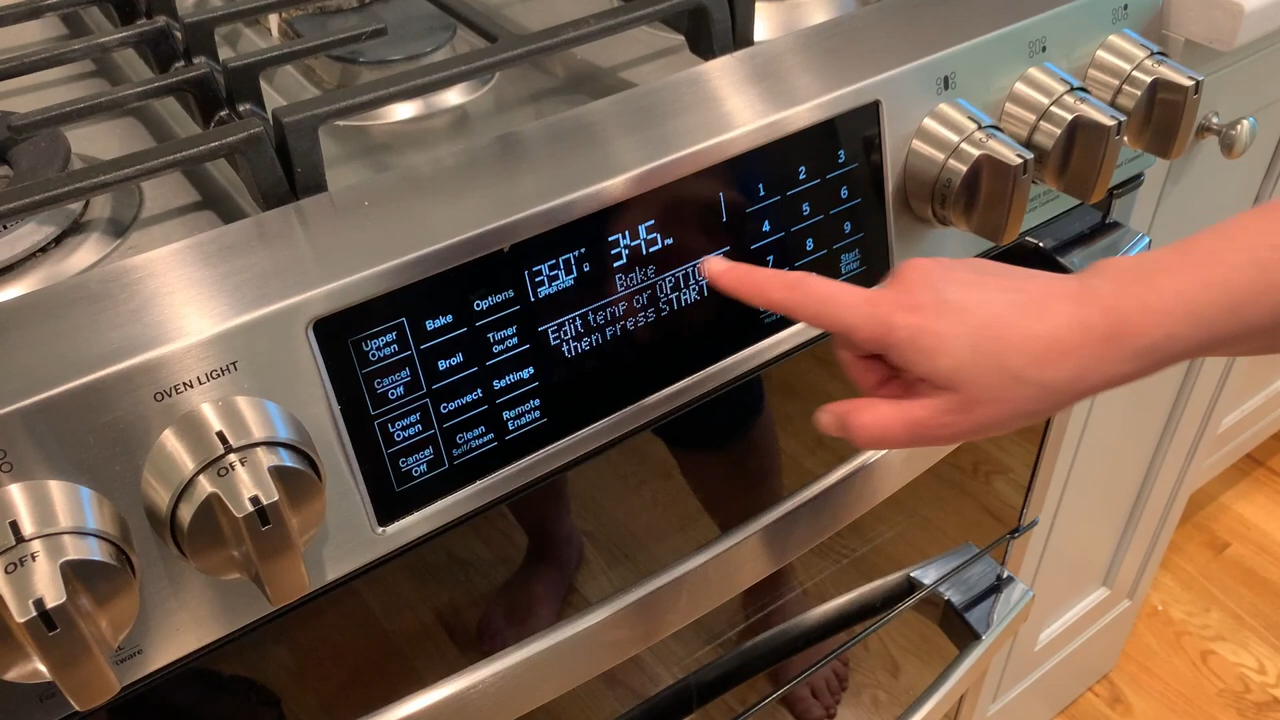 OVEN LIGHT
OFF
OFF
Upper
Oven
Cancel
Off
Lower
Oven
Cancel
Off
Bake
Broil
Convect
Clean
Self/Steam
Options
Timer
On/Off
Settings
Remote
Enable
350°F
UPPER OVEN
3:45 PM
Bake
Edit temp or OPTIO
then press START
1 2 3
4 5 6
7 8 9
Start
Enter
Lo